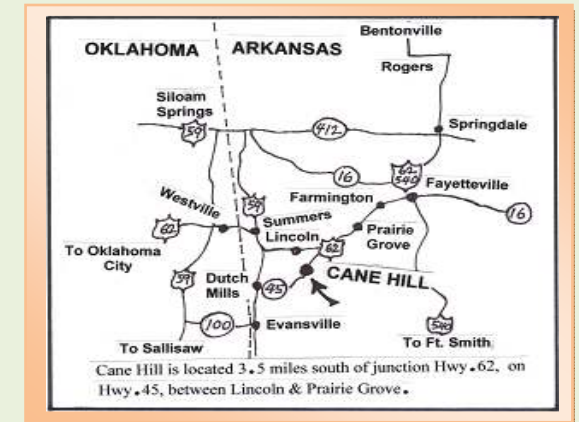 Bentonville
OKLAHOMA ARKANSAS
Rogers
Siloam
Springs
59
412
Springdale
16
62
540
Fayetteville
Farmington
16
Westville
59
Summers
62
Lincoln
62
Prairie
Grove
To Oklahoma
City
CANE HILL
59
Dutch
Mills
45
100
Evansville
540
To Sallisaw
To Ft. Smith
Cane Hill is located 3.5 miles south of junction Hwy.62, on
Hwy.45, between Lincoln & Prairie Grove.